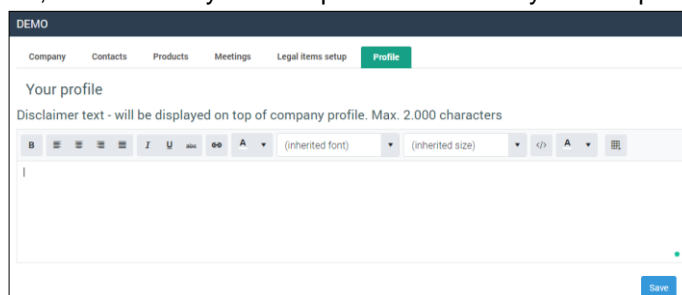 DEMO
Company Contacts Products Meetings Legal items setup Profile
Your profile
Disclaimer text - will be displayed on top of company profile. Max. 2.000 characters
B I U abc A (inherited font) (inherited size) </> A
Save